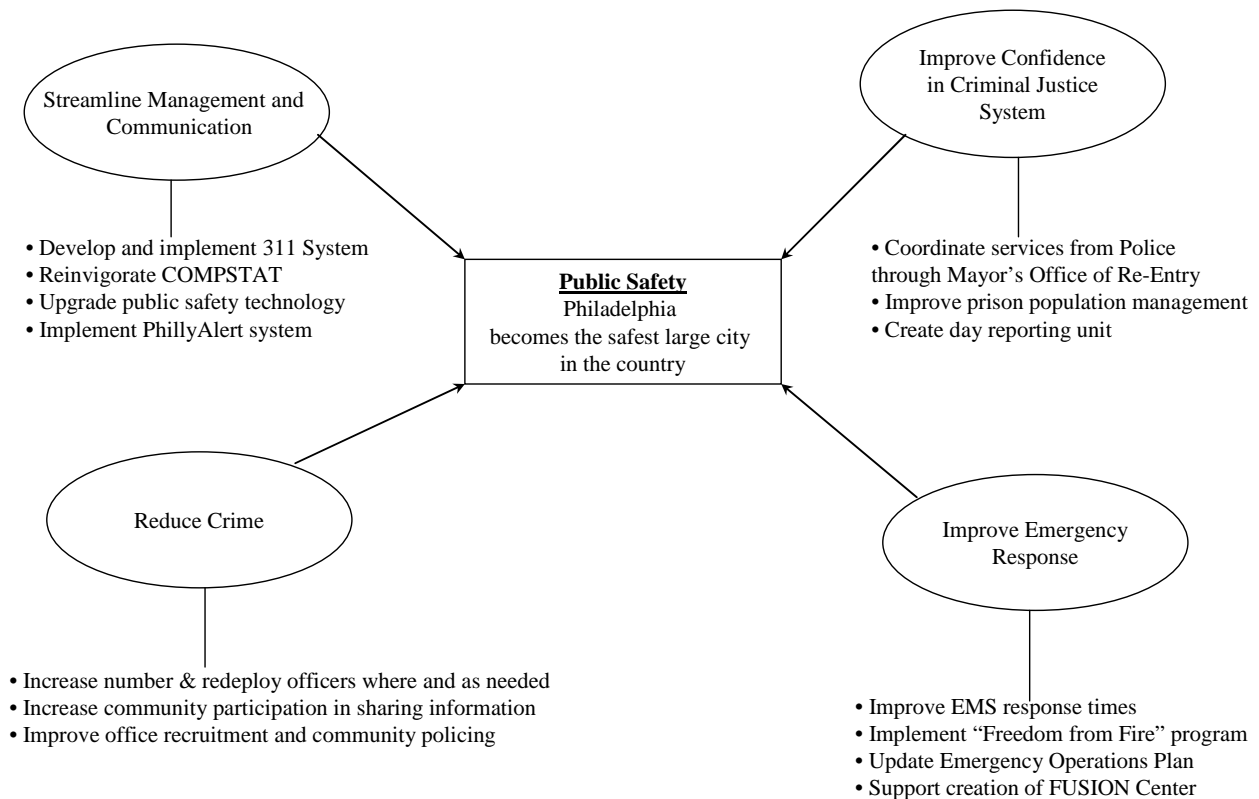 Streamline Management and
Communication
• Develop and implement 311 System
• Reinvigorate COMPSTAT
• Upgrade public safety technology
• Implement PhillyAlert system
Improve Confidence
in Criminal Justice
System
• Coordinate services from Police
through Mayor’s Office of Re-Entry
• Improve prison population management
• Create day reporting unit
Public Safety
Philadelphia
becomes the safest large city
in the country
Reduce Crime
• Increase number & redeploy officers where and as needed
• Increase community participation in sharing information
• Improve office recruitment and community policing
Improve Emergency
Response
• Improve EMS response times
• Implement “Freedom from Fire” program
• Update Emergency Operations Plan
• Support creation of FUSION Center